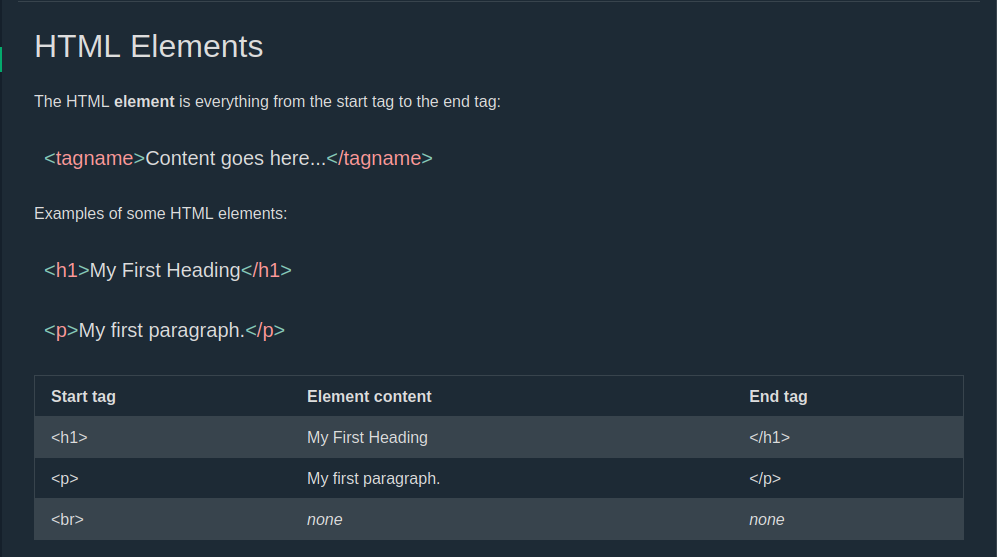 HTML Elements
The HTML element is everything from the start tag to the end tag:
<tagname>Content goes here...</tagname>
Examples of some HTML elements:
<h1>My First Heading</h1>
<p>My first paragraph.</p>
Start tag Element content End tag
<h1> My First Heading </h1>
<p> My first paragraph. </p>
<br> none none